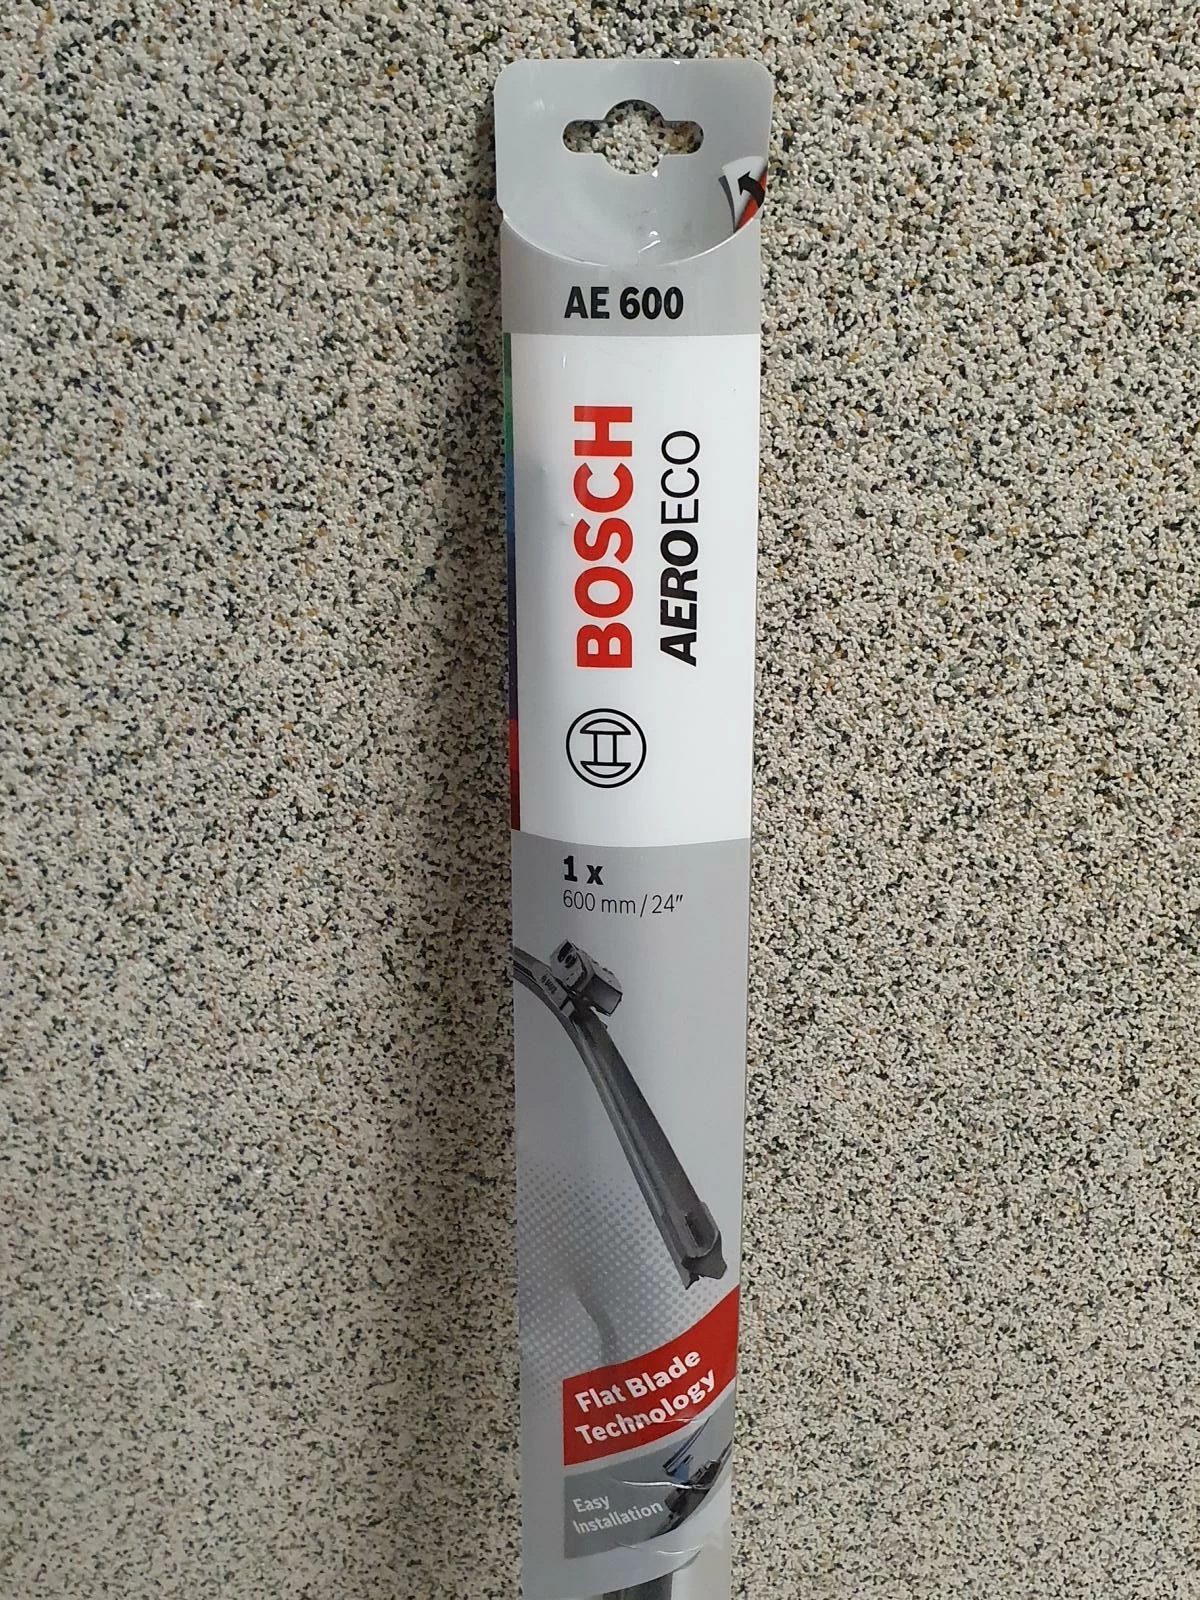 AE 600
BOSCH
AEROECO
1 x
600 mm / 24"
Flat Blade
Technology
Easy
Installation